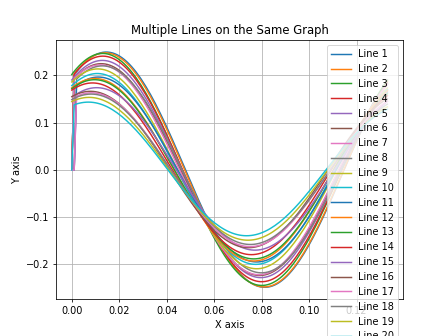 Multiple Lines on the Same Graph
Y axis
0.2
0.1
0.0
−0.1
−0.2
0.00
0.02
0.04
0.06
0.08
0.10
X axis
Line 1
Line 2
Line 3
Line 4
Line 5
Line 6
Line 7
Line 8
Line 9
Line 10
Line 11
Line 12
Line 13
Line 14
Line 15
Line 16
Line 17
Line 18
Line 19
Line 20